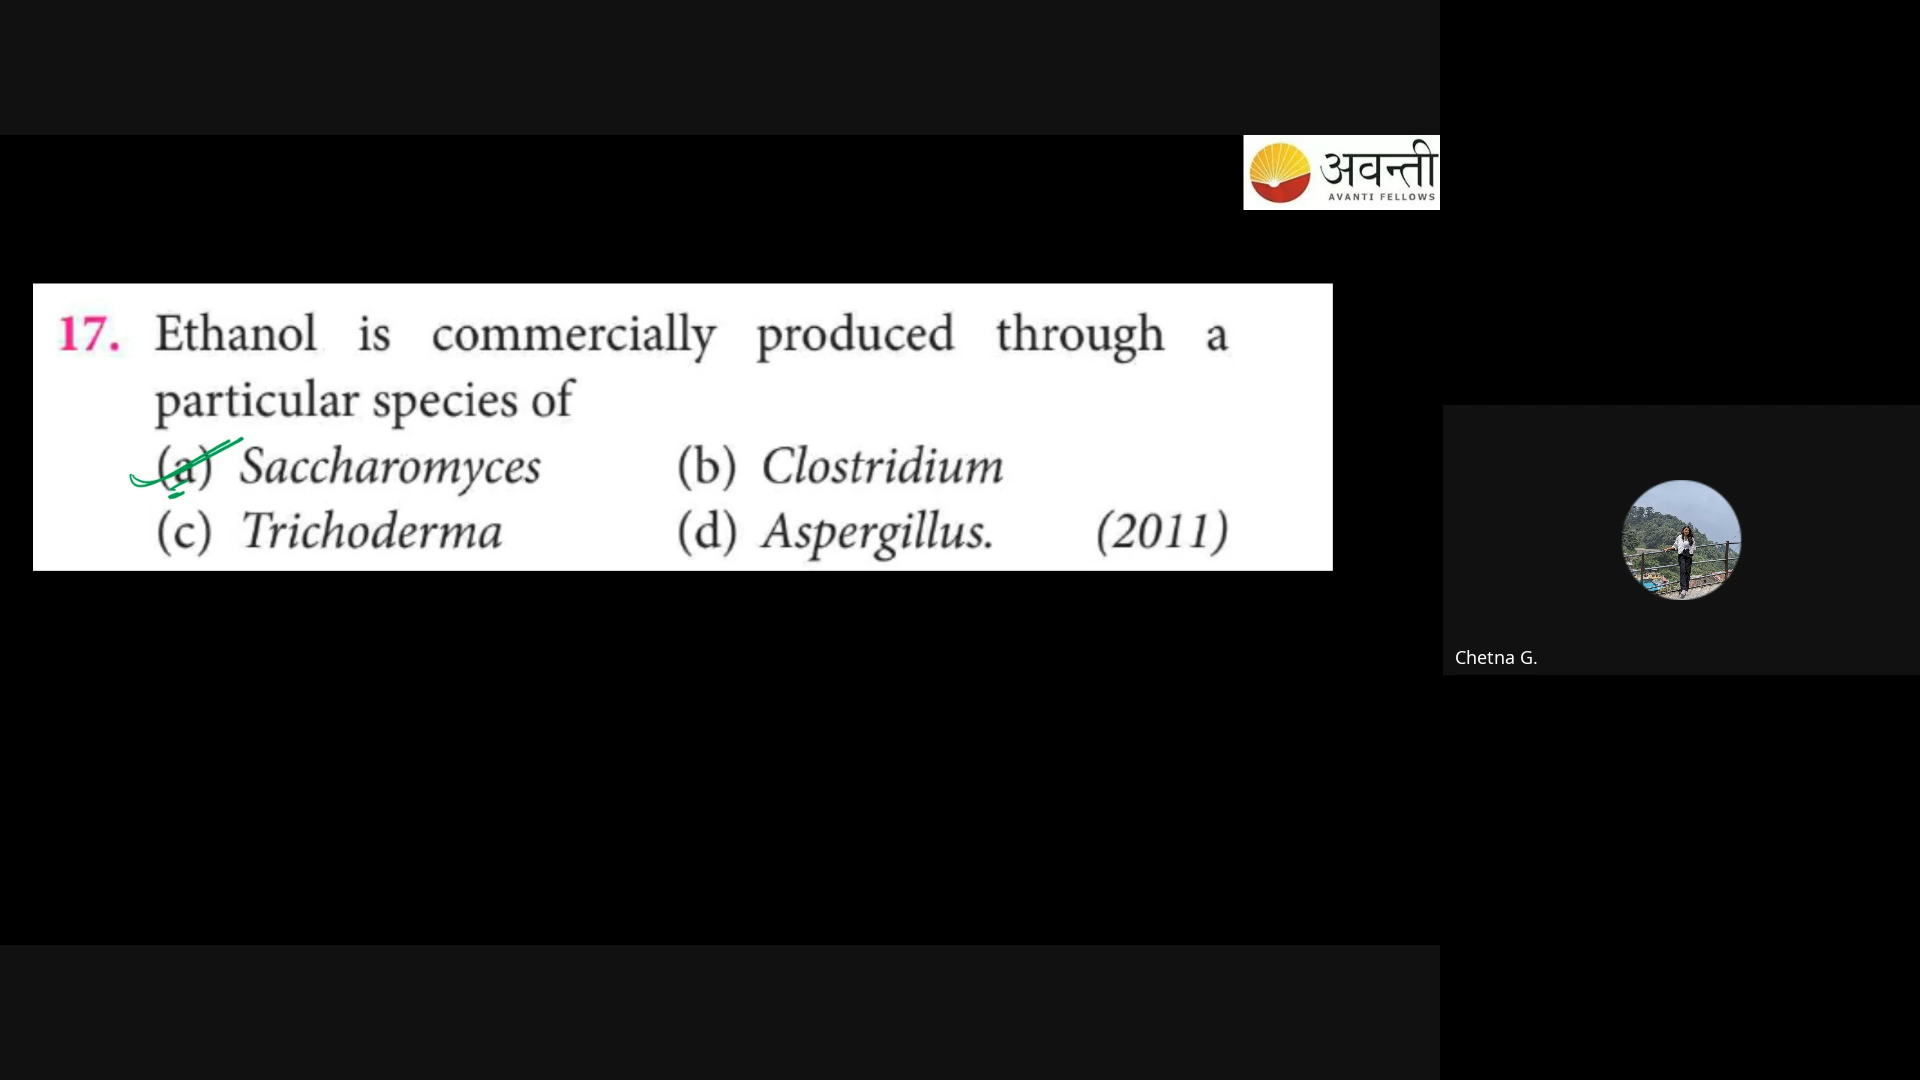 अवन्ती
AVANTI FELLOWS
17. Ethanol is commercially produced through a
particular species of
(a) Saccharomyces (b) Clostridium
(c) Trichoderma (d) Aspergillus. (2011)
Chetna G.